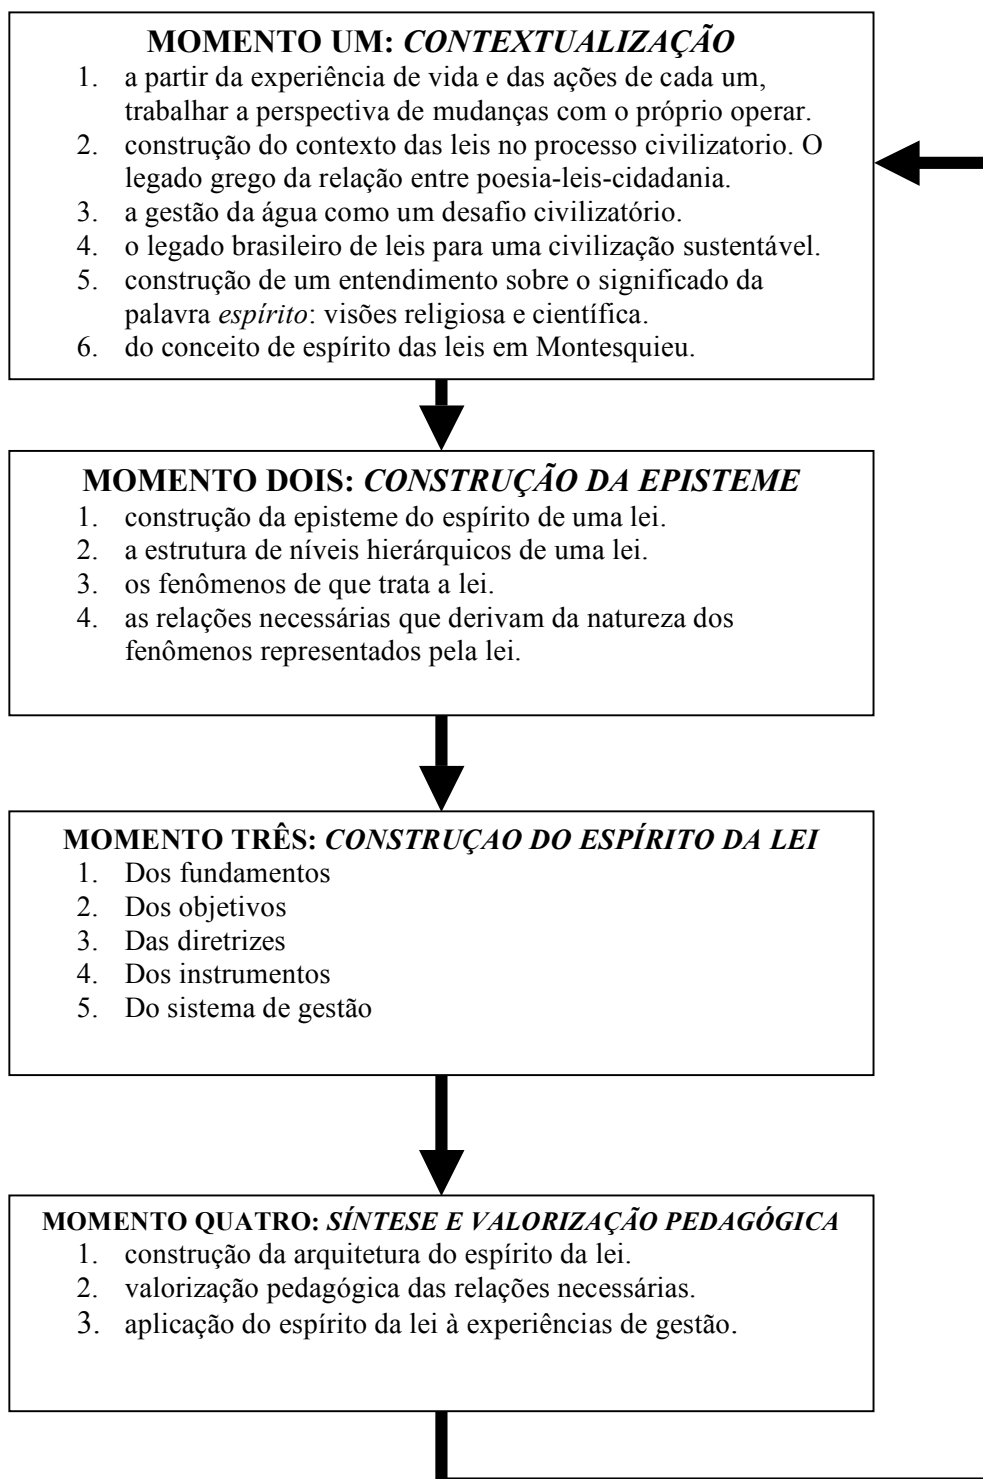 MOMENTO UM: CONTEXTUALIZAÇÃO
1. a partir da experiência de vida e das ações de cada um,
trabalhar a perspectiva de mudanças com o próprio operar.
2. construção do contexto das leis no processo civilizatorio. O
legado grego da relação entre poesia-leis-cidadania.
3. a gestão da água como um desafio civilizatório.
4. o legado brasileiro de leis para uma civilização sustentável.
5. construção de um entendimento sobre o significado da
palavra espírito: visões religiosa e científica.
6. do conceito de espírito das leis em Montesquieu.
MOMENTO DOIS: CONSTRUÇÃO DA EPISTEME
1. construção da episteme do espírito de uma lei.
2. a estrutura de níveis hierárquicos de uma lei.
3. os fenômenos de que trata a lei.
4. as relações necessárias que derivam da natureza dos
fenômenos representados pela lei.
MOMENTO TRÊS: CONSTRUÇAO DO ESPÍRITO DA LEI
1. Dos fundamentos
2. Dos objetivos
3. Das diretrizes
4. Dos instrumentos
5. Do sistema de gestão
MOMENTO QUATRO: SÍNTESE E VALORIZAÇÃO PEDAGÓGICA
1. construção da arquitetura do espírito da lei.
2. valorização pedagógica das relações necessárias.
3. aplicação do espírito da lei à experiências de gestão.